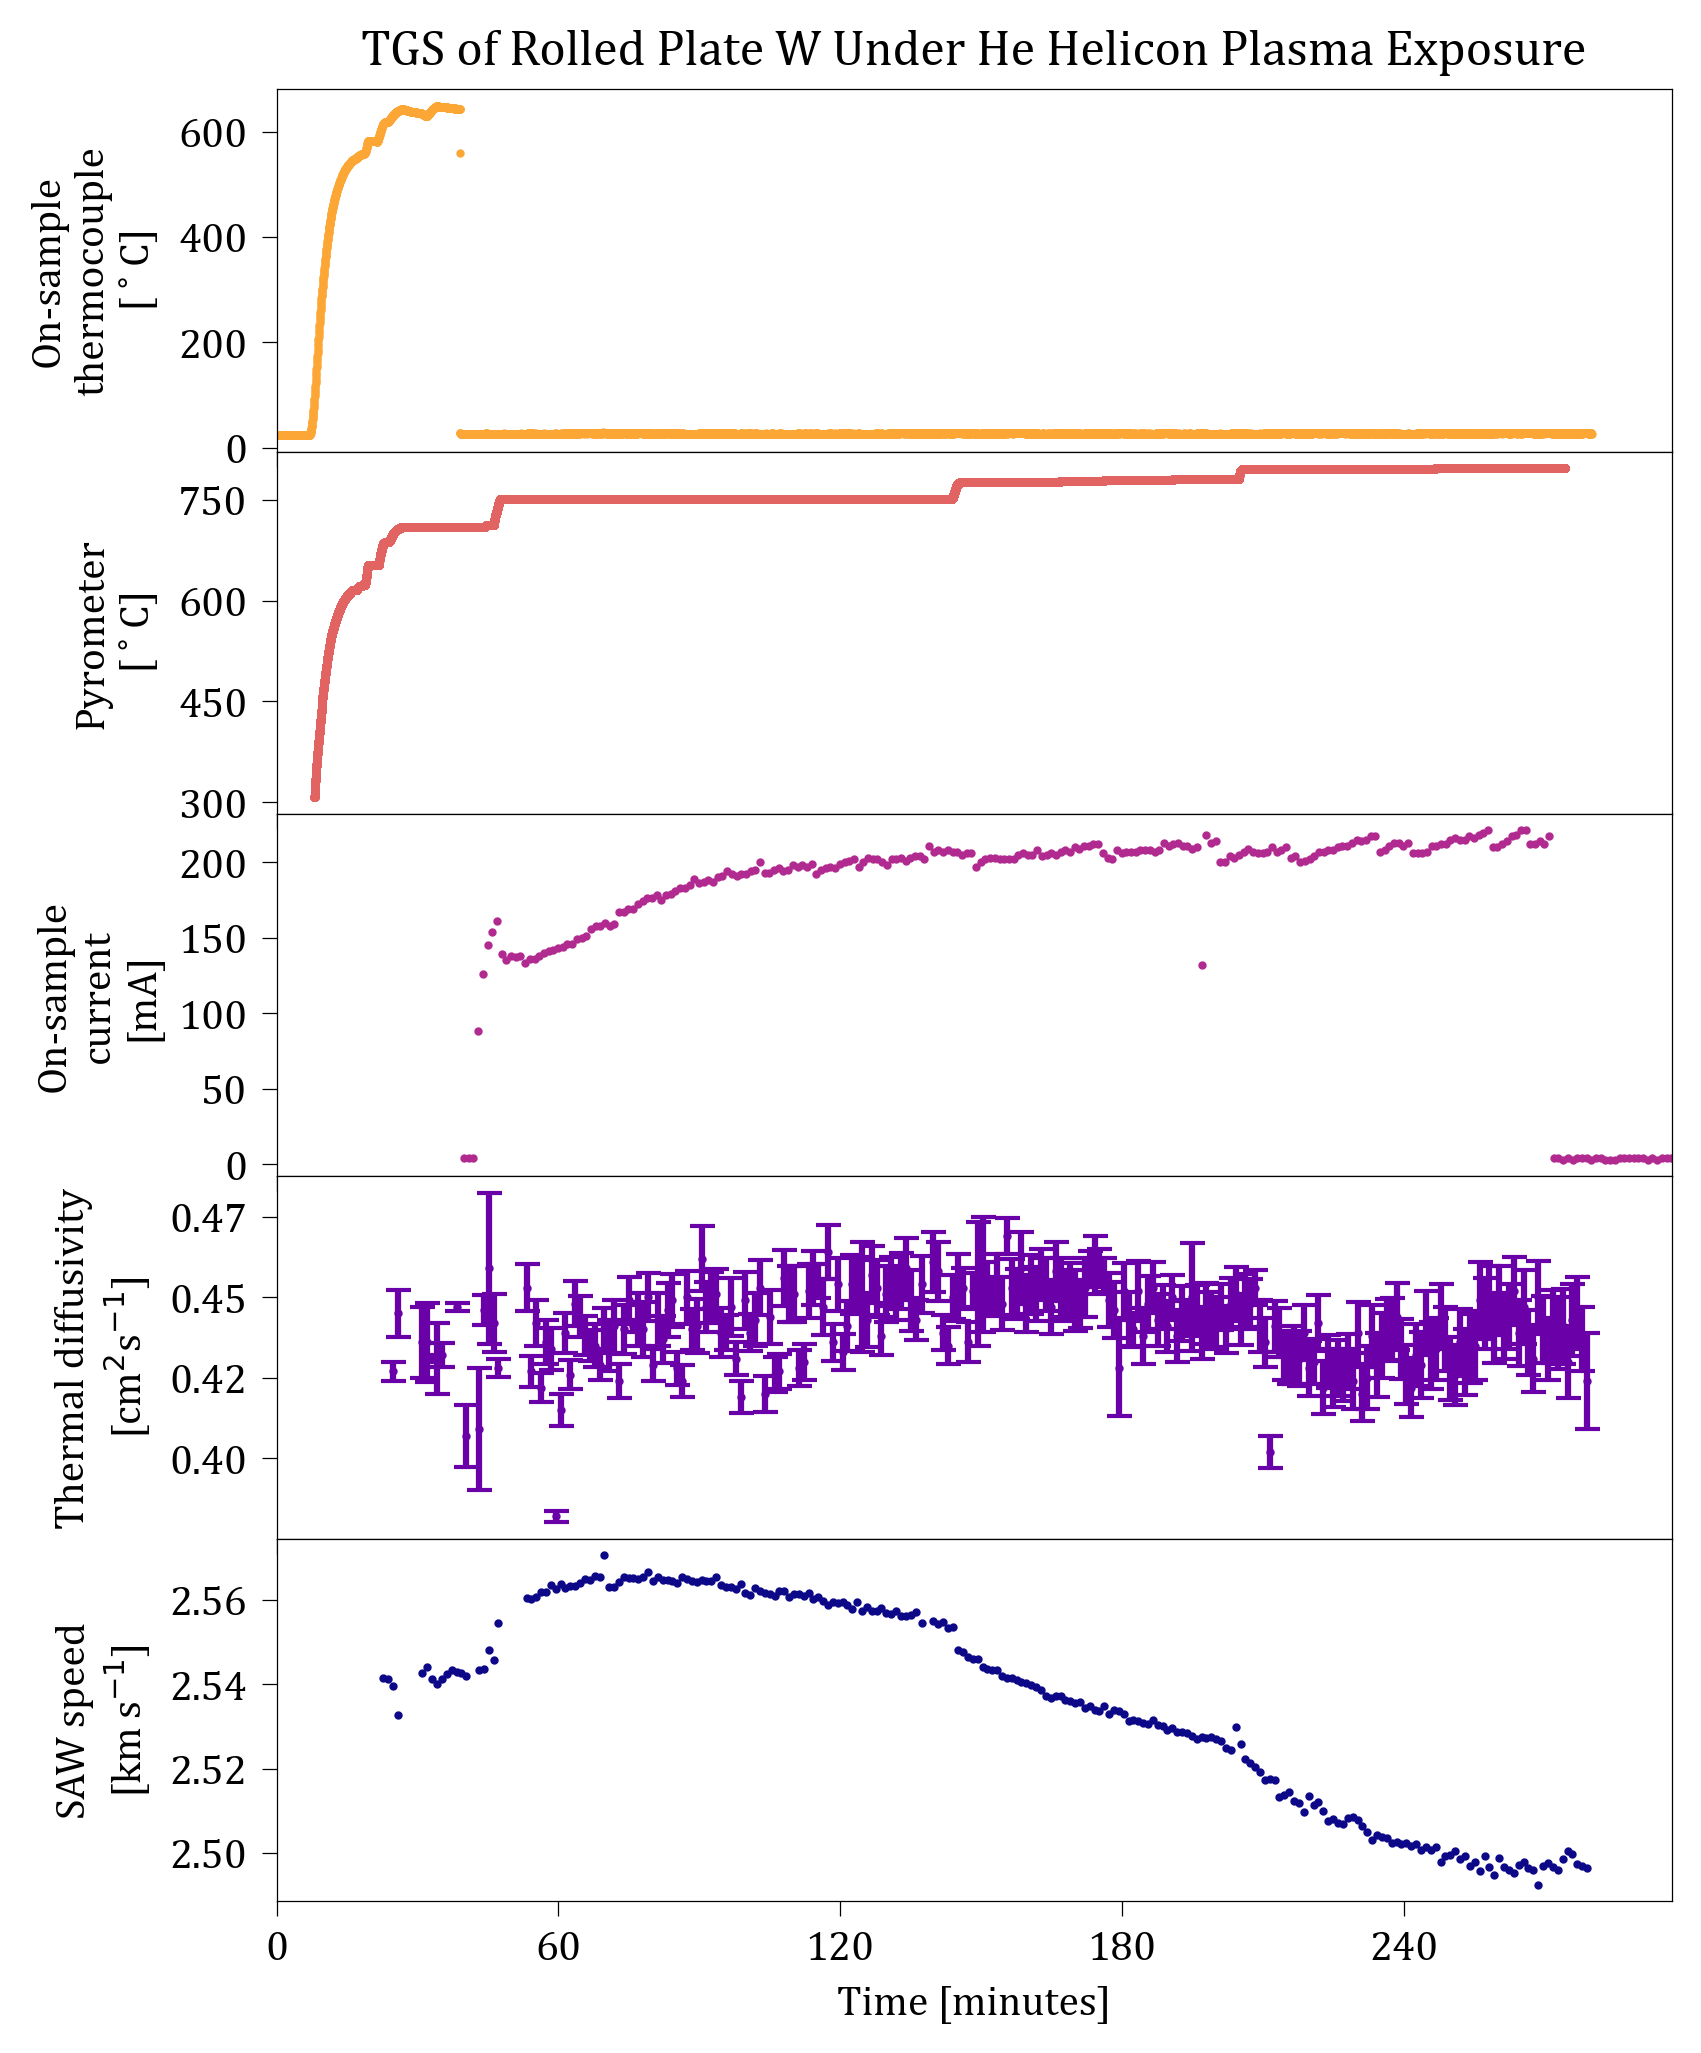 TGS of Rolled Plate W Under He Helicon Plasma Exposure
On-sample
thermocouple
[°C]
600
400
200
0
Pyrometer
[°C]
750
600
450
300
On-sample
current
[mA]
200
150
100
50
0
Thermal diffusivity
[cm² s⁻¹]
0.47
0.45
0.42
0.40
SAW speed
[km s⁻¹]
2.56
2.54
2.52
2.50
0 60 120 180 240
Time [minutes]